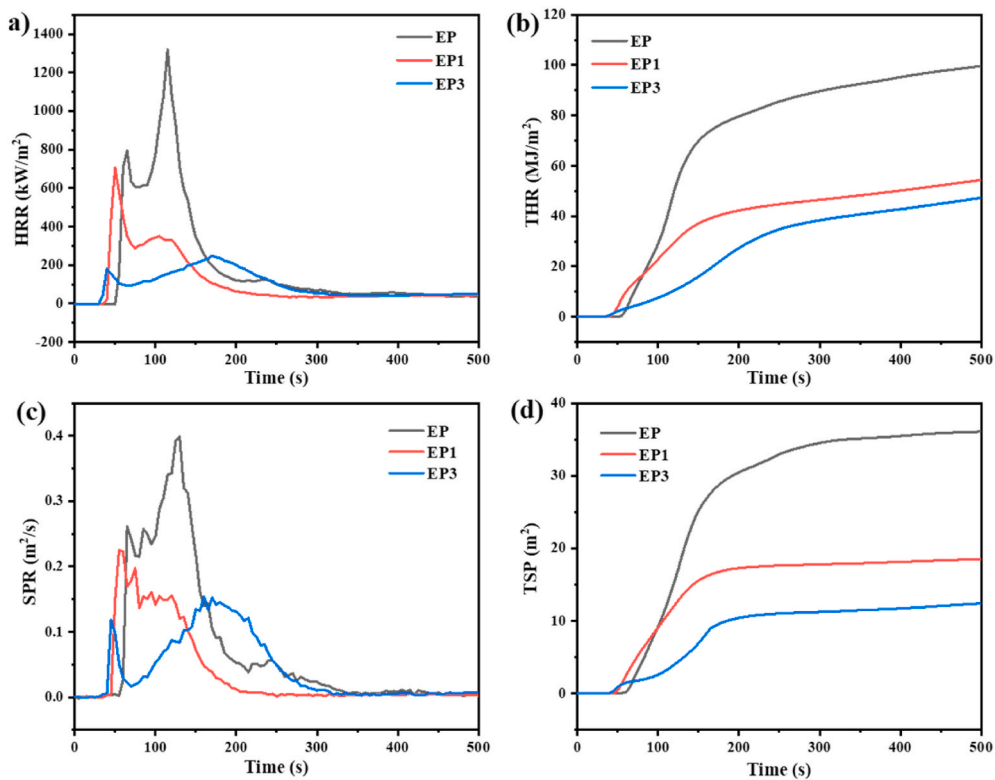 a)
EP
EP1
EP3
1400
1200
1000
800
600
400
200
0
-200
HRR (kW/m²)
0 100 200 300 400 500
Time (s)
(b)
EP
EP1
EP3
120
100
80
60
40
20
0
THR (MJ/m²)
0 100 200 300 400 500
Time (s)
(c)
EP
EP1
EP3
0.4
0.3
0.2
0.1
0.0
SPR (m²/s)
0 100 200 300 400 500
Time (s)
(d)
EP
EP1
EP3
40
30
20
10
0
TSP (m²)
0 100 200 300 400 500
Time (s)